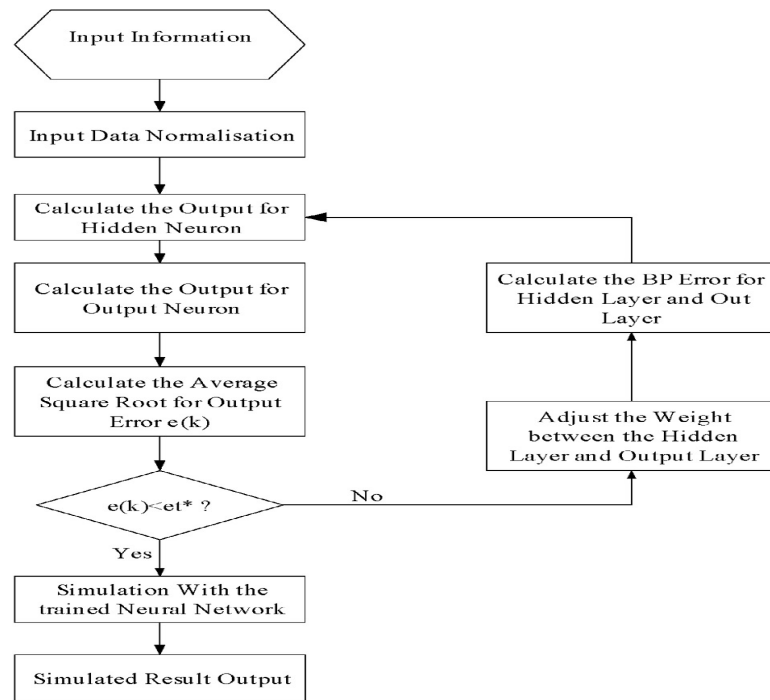 Input Information
Input Data Normalisation
Calculate the Output for
Hidden Neuron
Calculate the Output for
Output Neuron
Calculate the Average
Square Root for Output
Error e(k)
e(k)<et* ?
No
Yes
Simulation With the
trained Neural Network
Simulated Result Output
Calculate the BP Error for
Hidden Layer and Out
Layer
Adjust the Weight
between the Hidden
Layer and Output Layer